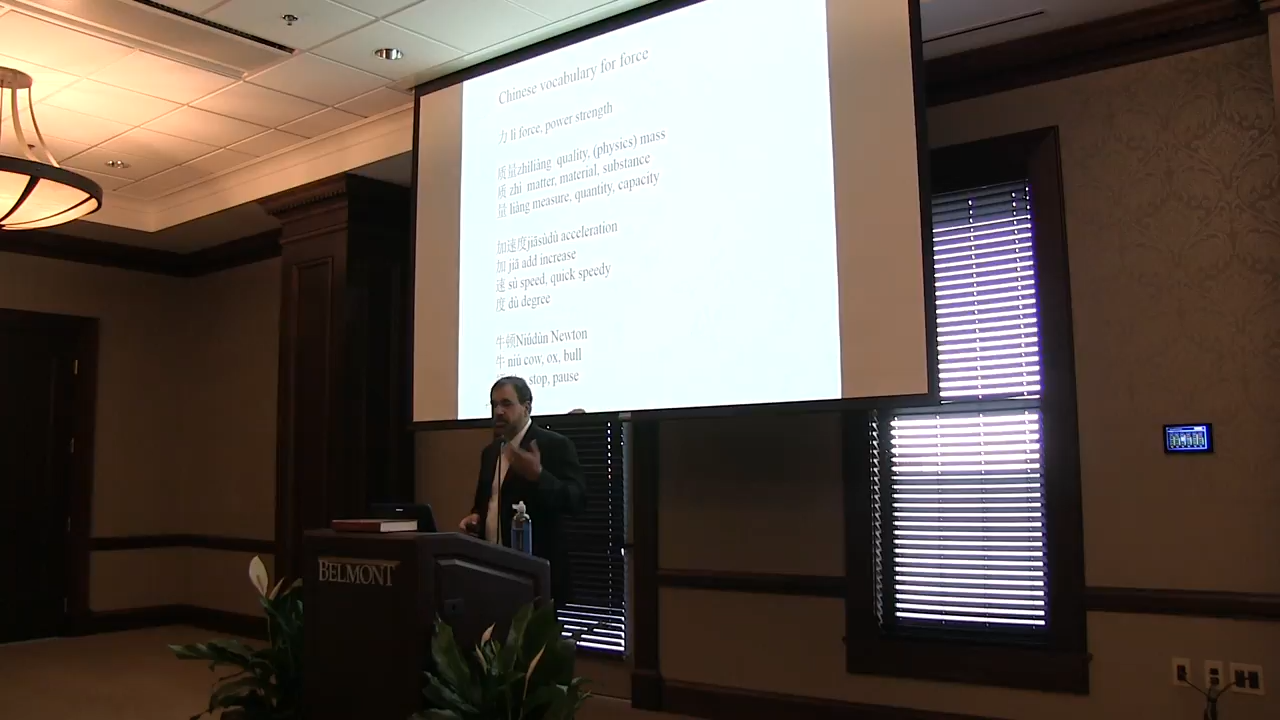 Chinese vocabulary for force
力 lì force, power strength
质量zhìliàng quality, (physics) mass
质 zhì matter, material, substance
量 liàng measure, quantity, capacity
加速度jiāsùdù acceleration
加 jiā add increase
速 sù speed, quick speedy
度 dù degree
牛顿Niúdùn Newton
牛 niú cow, ox, bull
stop, pause
BELMONT